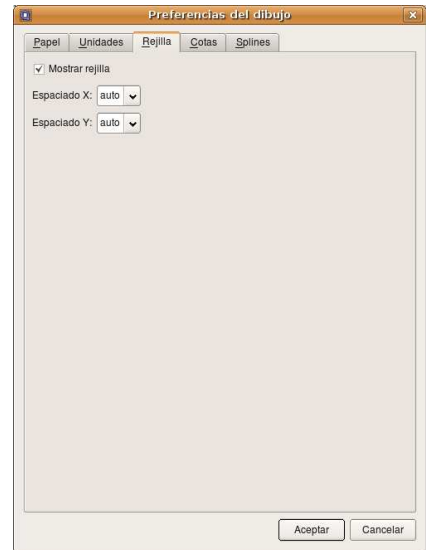 Preferencias del dibujo
Papel Unidades Rejilla Cotas Splines
Mostrar rejilla
Espaciado X: auto
Espaciado Y: auto
Aceptar Cancelar